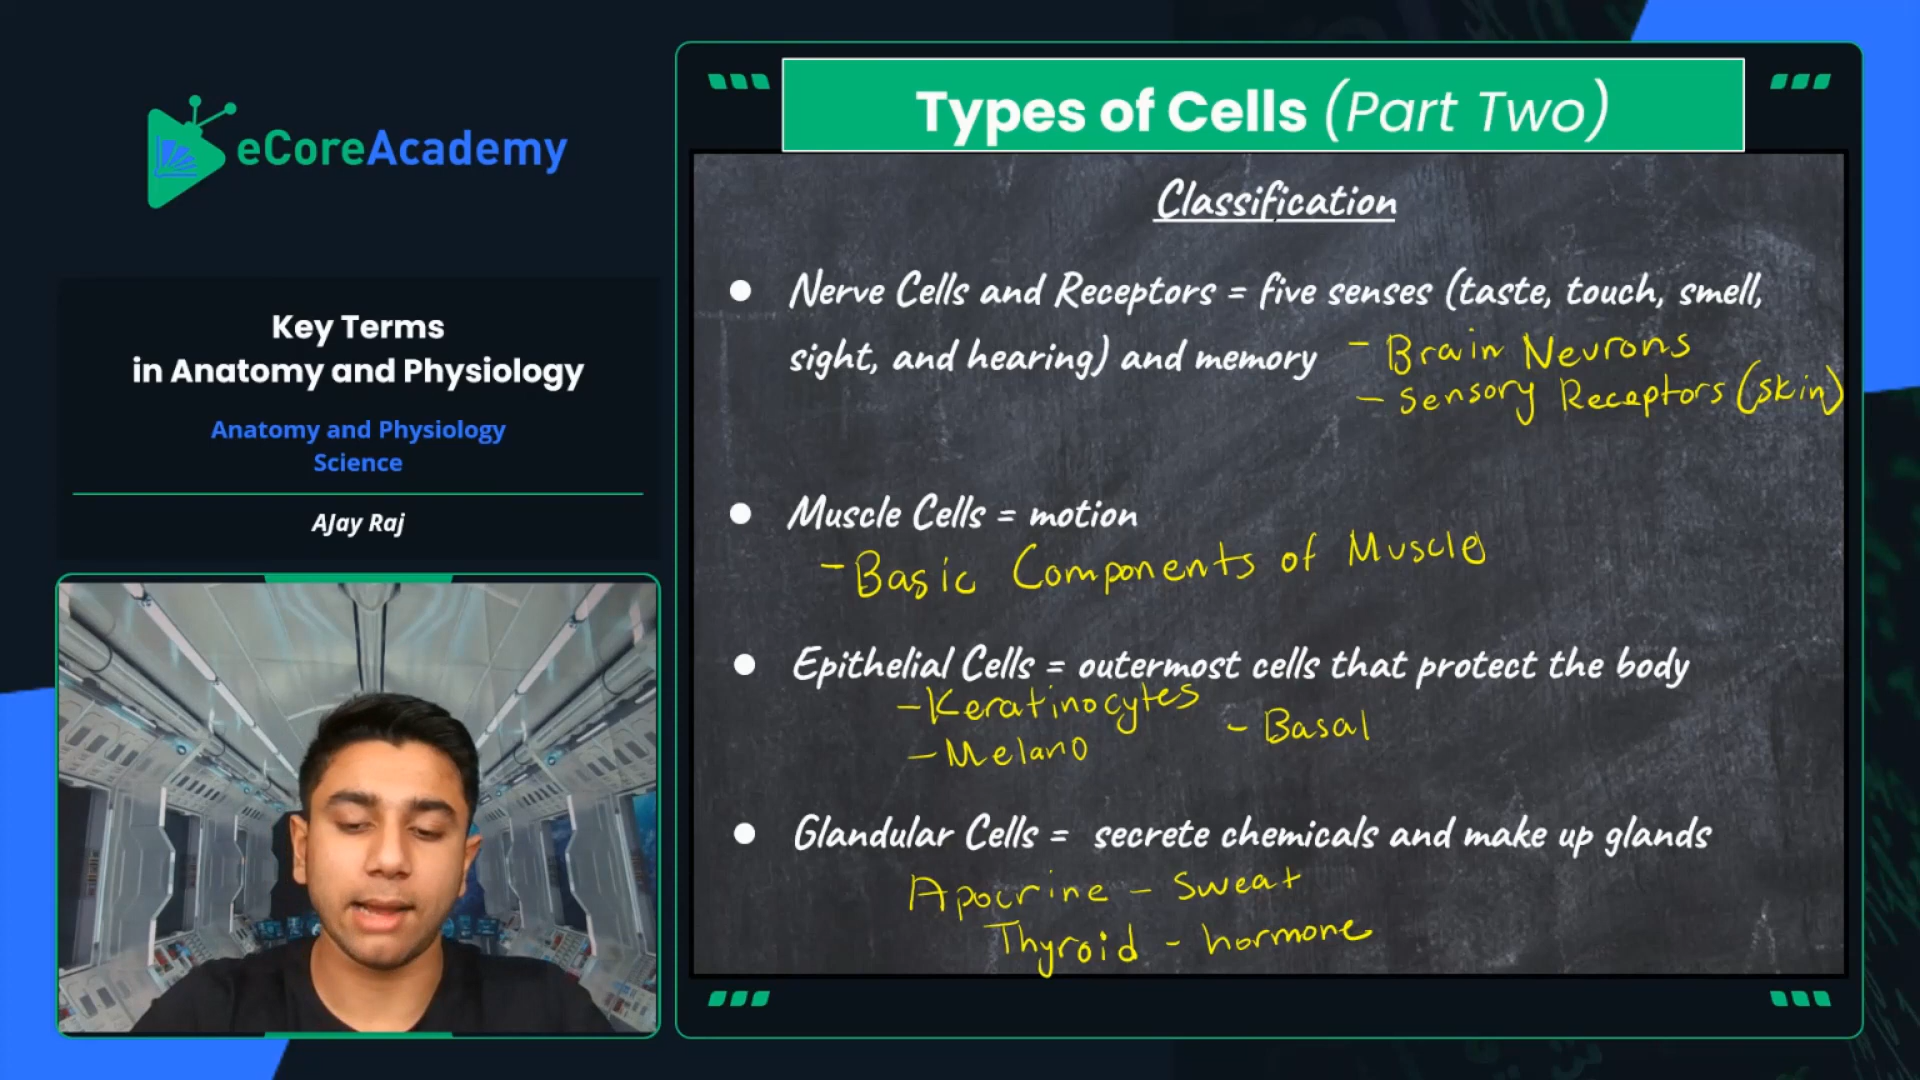 eCoreAcademy
Key Terms
in Anatomy and Physiology
Anatomy and Physiology
Science
AJay Raj
Types of Cells (Part Two)
Classification
Nerve Cells and Receptors = five senses (taste, touch, smell,
sight, and hearing) and memory - Brain Neurons
- Sensory Receptors (skin)
Muscle Cells = motion
- Basic Components of Muscle
Epithelial Cells = outermost cells that protect the body
- Keratinocytes
- Basal
- Melano
Glandular Cells = secrete chemicals and make up glands
Apocrine - Sweat
Thyroid - hormone